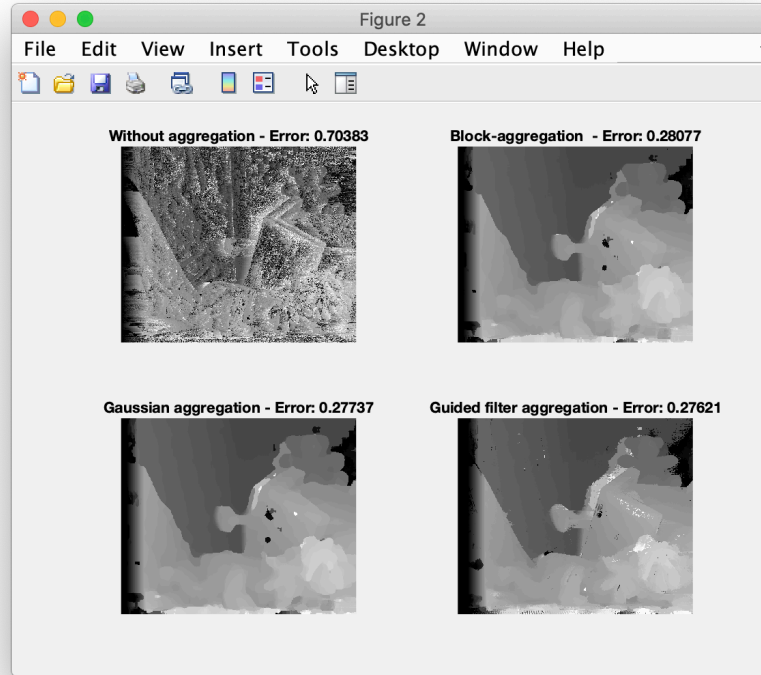 Figure 2
File Edit View Insert Tools Desktop Window Help
Without aggregation - Error: 0.70383
Block-aggregation  - Error: 0.28077
Gaussian aggregation - Error: 0.27737
Guided filter aggregation - Error: 0.27621